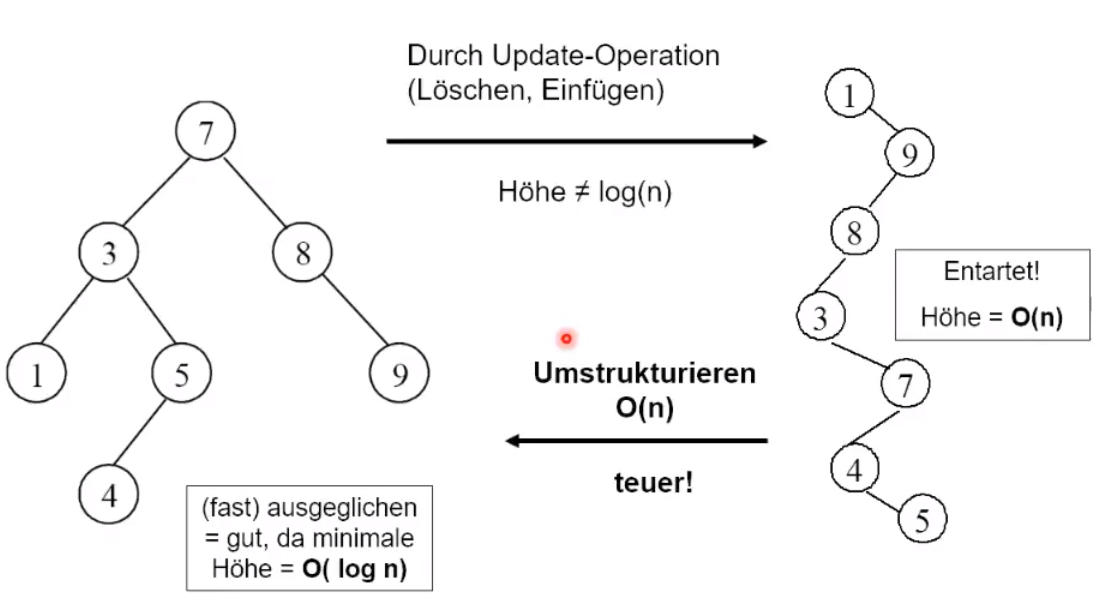 Durch Update-Operation
(Löschen, Einfügen)
Höhe ≠ log(n)
7
3
8
1
5
9
4
(fast) ausgeglichen
= gut, da minimale
Höhe = O( log n)
Umstrukturieren
O(n)
teuer!
1
9
8
3
7
4
5
Entartet!
Höhe = O(n)